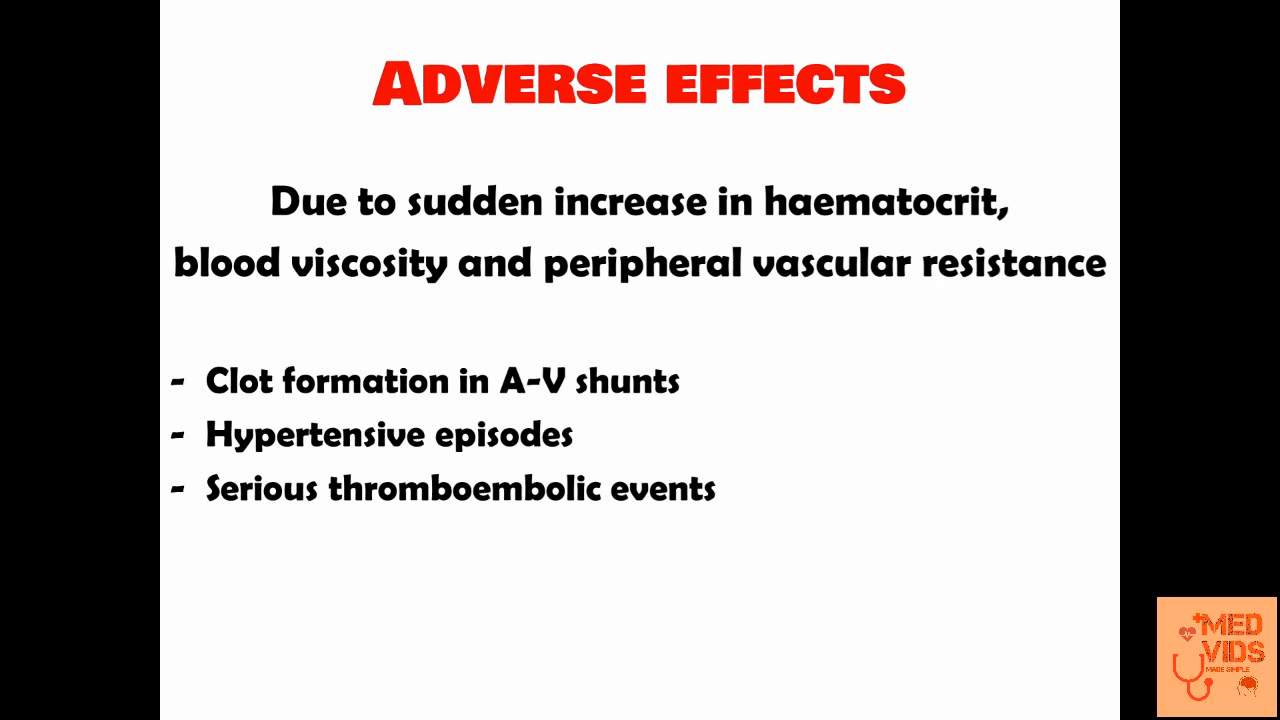 ADVERSE EFFECTS
Due to sudden increase in haematocrit,
blood viscosity and peripheral vascular resistance
- Clot formation in A-V shunts
- Hypertensive episodes
- Serious thromboembolic events
MED
VIDS
MADE SIMPLE